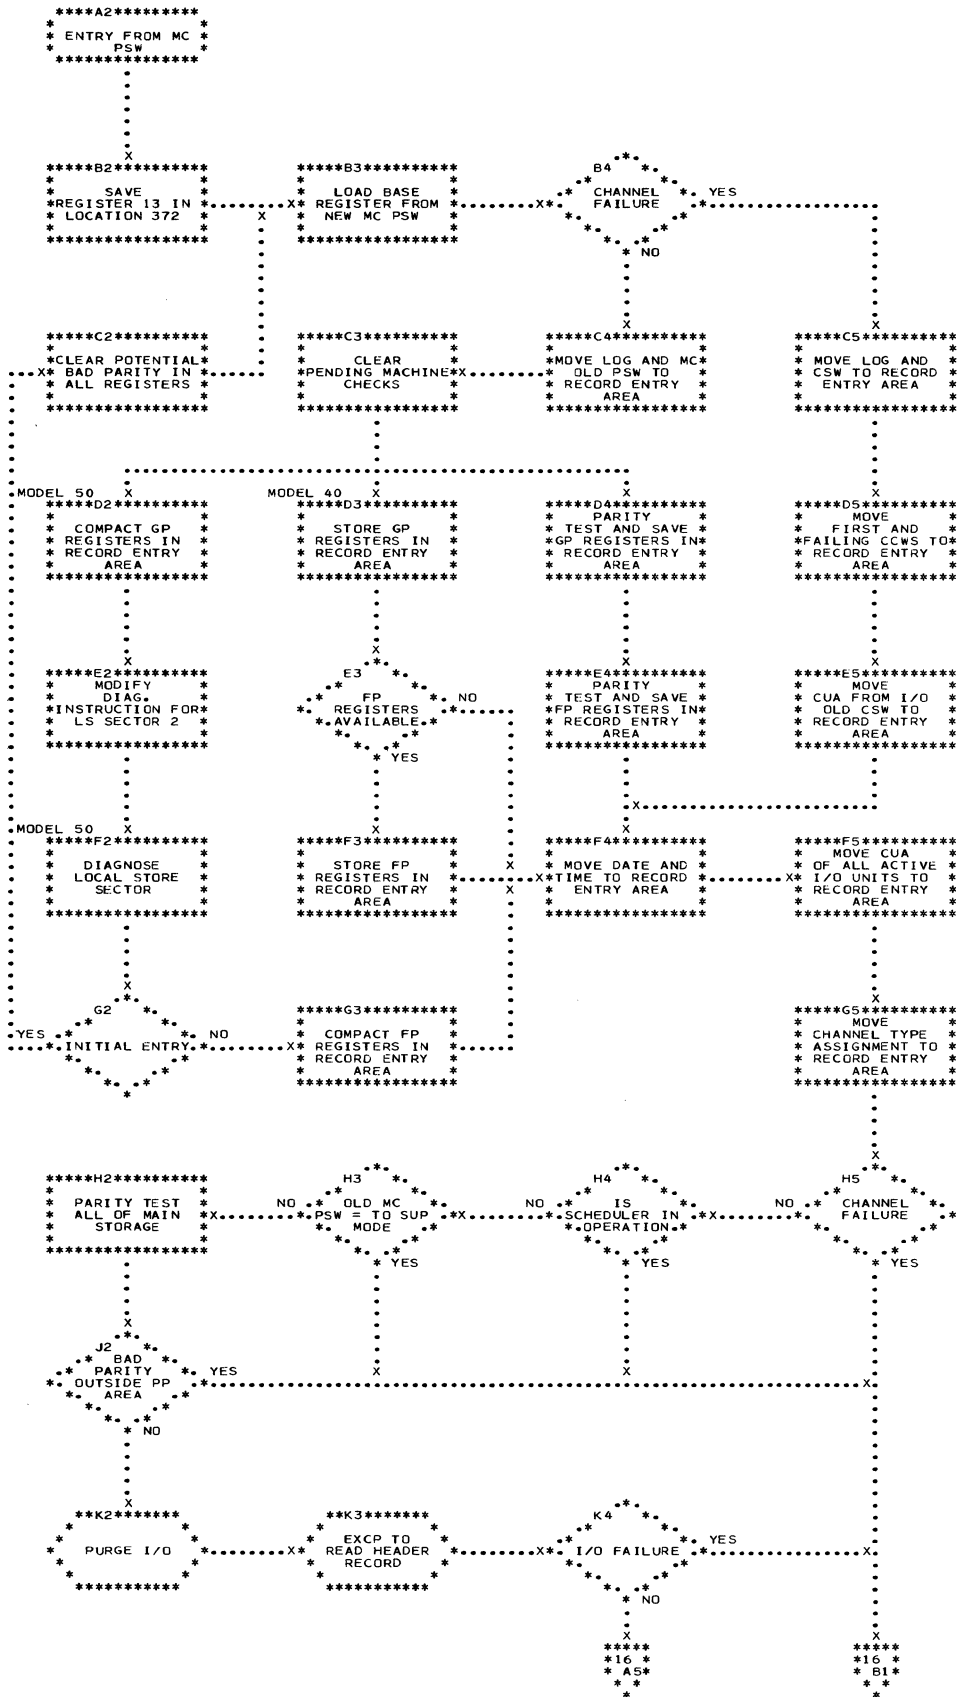 A2
ENTRY FROM MC
PSW
B2
SAVE
REGISTER 13 IN
LOCATION 372
B3
LOAD BASE
REGISTER FROM
NEW MC PSW
B4
CHANNEL
FAILURE
YES
NO
C2
CLEAR POTENTIAL
BAD PARITY IN
ALL REGISTERS
C3
CLEAR
PENDING MACHINE
CHECKS
C4
MOVE LOG AND MC
OLD PSW TO
RECORD ENTRY
AREA
C5
MOVE LOG AND
CSW TO RECORD
ENTRY AREA
MODEL 50
D2
COMPACT GP
REGISTERS IN
RECORD ENTRY
AREA
MODEL 40
D3
STORE GP
REGISTERS IN
RECORD ENTRY
AREA
D4
PARITY
TEST AND SAVE
GP REGISTERS IN
RECORD ENTRY
AREA
D5
MOVE
FIRST AND
FAILING CCWS TO
RECORD ENTRY
AREA
E2
MODIFY
DIAG.
INSTRUCTION FOR
LS SECTOR 2
E3
FP
REGISTERS
AVAILABLE
NO
YES
E4
PARITY
TEST AND SAVE
FP REGISTERS IN
RECORD ENTRY
AREA
E5
MOVE
CUA FROM I/O
OLD CSW TO
RECORD ENTRY
AREA
MODEL 50
F2
DIAGNOSE
LOCAL STORE
SECTOR
F3
STORE FP
REGISTERS IN
RECORD ENTRY
AREA
F4
MOVE DATE AND
TIME TO RECORD
ENTRY AREA
F5
MOVE CUA
OF ALL ACTIVE
I/O UNITS TO
RECORD ENTRY
AREA
G2
INITIAL ENTRY
YES
NO
G3
COMPACT FP
REGISTERS IN
RECORD ENTRY
AREA
G5
MOVE
CHANNEL TYPE
ASSIGNMENT TO
RECORD ENTRY
AREA
H2
PARITY TEST
ALL OF MAIN
STORAGE
H3
OLD MC
PSW = TO SUP
MODE
NO
YES
H4
IS
SCHEDULER IN
OPERATION
NO
YES
H5
CHANNEL
FAILURE
NO
YES
J2
BAD
PARITY
OUTSIDE PP
AREA
YES
NO
K2
PURGE I/O
K3
EXCP TO
READ HEADER
RECORD
K4
I/O FAILURE
YES
NO
16
A5
16
B1